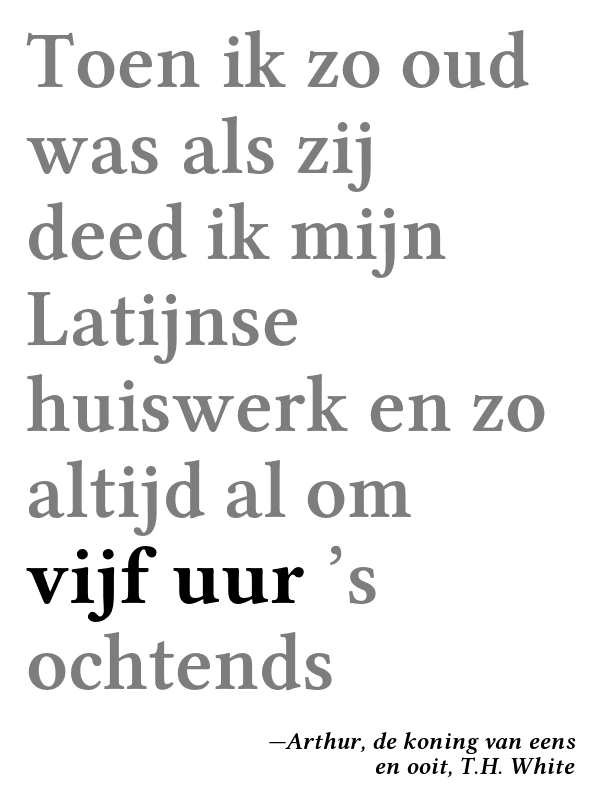 Toen ik zo oud
was als zij
deed ik mijn
Latijnse
huiswerk en zo
altijd al om
vijf uur ’s
ochtends
—Arthur, de koning van eens
en ooit, T.H. White